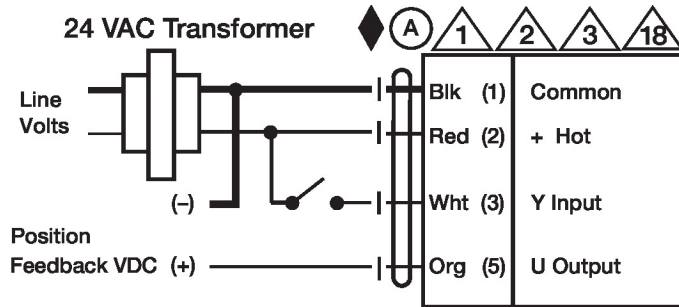 24 VAC Transformer A 1 2 3 18
Line
Volts
Blk (1) Common
Red (2) + Hot
(–) Wht (3) Y Input
Position
Feedback VDC (+) Org (5) U Output